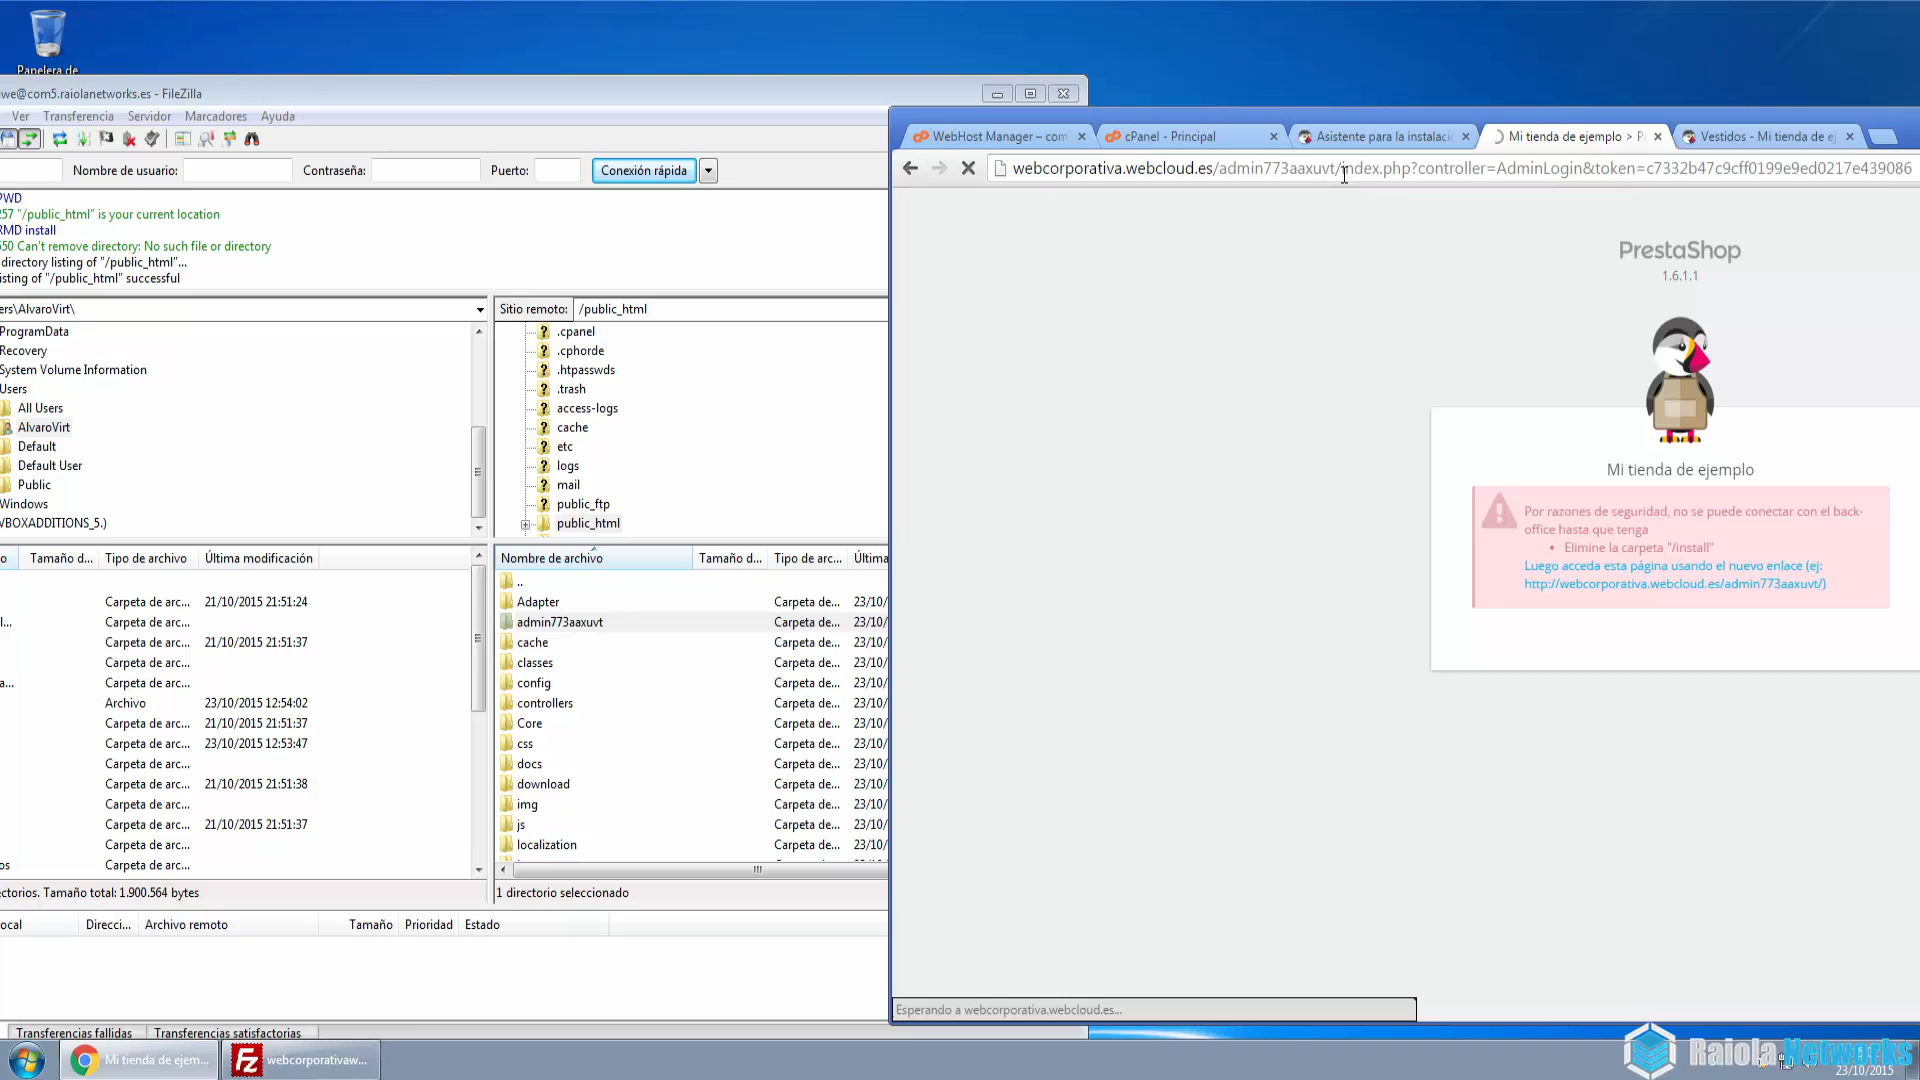 Papelera de
we@com5.raiolanetworks.es - FileZilla
Ver Transferencia Servidor Marcadores Ayuda
Nombre de usuario: Contraseña: Puerto: Conexión rápida
PWD
257 "/public_html" is your current location
RMD install
550 Can't remove directory: No such file or directory
directory listing of "/public_html"...
isting of "/public_html" successful
ers\AlvaroVirt\
ProgramData
Recovery
System Volume Information
Users
All Users
AlvaroVirt
Default
Default User
Public
Windows
VBOXADDITIONS_5.)
Sitio remoto: /public_html
.cpanel
.cphorde
.htpasswds
.trash
access-logs
cache
etc
logs
mail
public_ftp
public_html
o Tamaño d... Tipo de archivo Última modificación
Carpeta de arc... 21/10/2015 21:51:24
l... Carpeta de arc...
Carpeta de arc... 21/10/2015 21:51:37
Carpeta de arc...
a... Carpeta de arc...
Archivo 23/10/2015 12:54:02
Carpeta de arc... 21/10/2015 21:51:37
Carpeta de arc... 23/10/2015 12:53:47
Carpeta de arc...
Carpeta de arc... 21/10/2015 21:51:38
Carpeta de arc...
Carpeta de arc... 21/10/2015 21:51:37
Carpeta de arc...
os Carpeta de arc...
ectorios. Tamaño total: 1.900.564 bytes
Nombre de archivo Tamaño d... Tipo de arc... Última
..
Adapter Carpeta de... 23/10/
admin773aaxuvt Carpeta de... 23/10/
cache Carpeta de... 23/10/
classes Carpeta de... 23/10/
config Carpeta de... 23/10/
controllers Carpeta de... 23/10/
Core Carpeta de... 23/10/
css Carpeta de... 23/10/
docs Carpeta de... 23/10/
download Carpeta de... 23/10/
img Carpeta de... 23/10/
js Carpeta de... 23/10/
localization Carpeta de... 23/10/
1 directorio seleccionado
ocal Direcci... Archivo remoto Tamaño Prioridad Estado
Transferencias fallidas Transferencias satisfactorias
WebHost Manager – com cPanel - Principal Asistente para la instalaci Mi tienda de ejemplo > P Vestidos - Mi tienda de ej
webcorporativa.webcloud.es/admin773aaxuvt/index.php?controller=AdminLogin&token=c7332b47c9cff0199e9ed0217e439086
PrestaShop
1.6.1.1
Mi tienda de ejemplo
Por razones de seguridad, no se puede conectar con el back-
office hasta que tenga
• Elimine la carpeta "/install"
Luego acceda esta página usando el nuevo enlace (ej:
http://webcorporativa.webcloud.es/admin773aaxuvt/)
Esperando a webcorporativa.webcloud.es...
Mi tienda de ejem... webcorporativaw...
Raiola Networks
23/10/2015